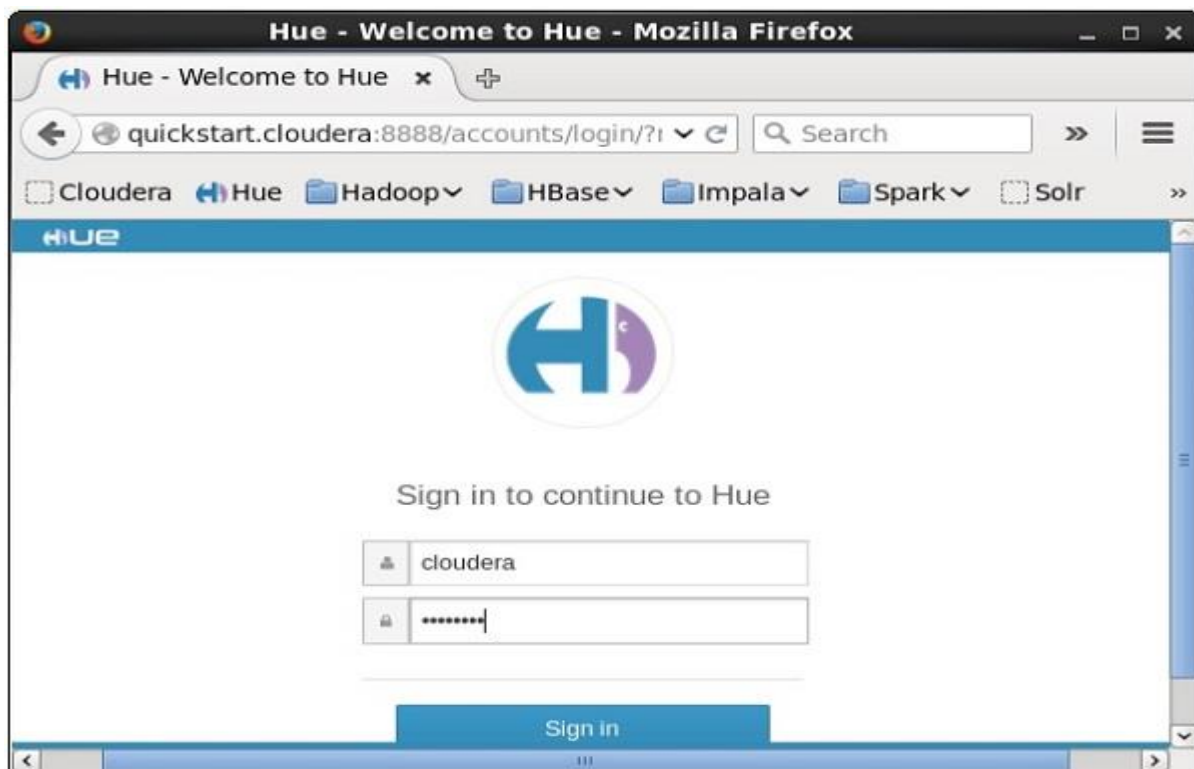 Hue - Welcome to Hue - Mozilla Firefox
Hue - Welcome to Hue
quickstart.cloudera:8888/accounts/login/?
Search
Cloudera Hue Hadoop HBase Impala Spark Solr
HUE
Sign in to continue to Hue
cloudera
••••••••
Sign in